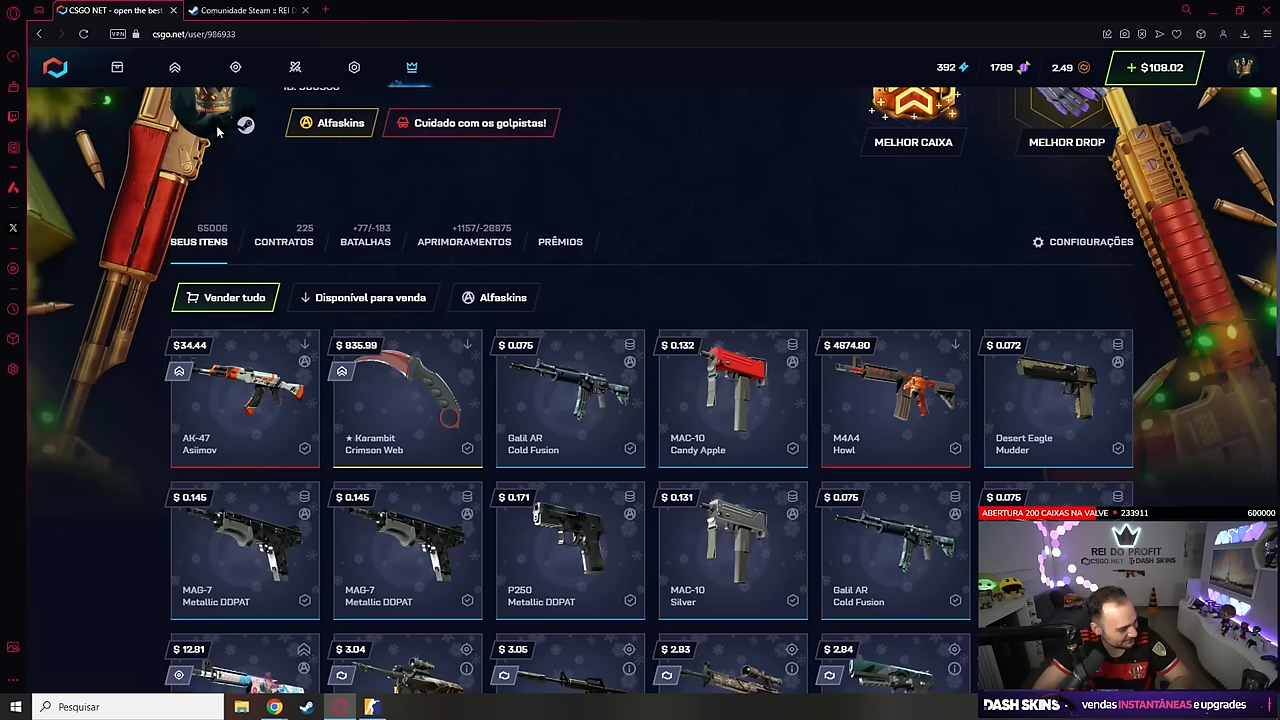 CSGO NET - open the best
Comunidade Steam :: REI D
VPN
csgo.net/user/986933
392
1789
2.49
+ $108.02
Alfaskins
Cuidado com os golpistas!
MELHOR CAIXA
MELHOR DROP
65006
SEUS ITENS
225
CONTRATOS
+77/-183
BATALHAS
+1157/-28875
APRIMORAMENTOS
PRÊMIOS
CONFIGURAÇÕES
Vender tudo
Disponível para venda
Alfaskins
$34.44
AK-47
Asiimov
$ 835.99
★ Karambit
Crimson Web
$ 0.075
Galil AR
Cold Fusion
$ 0.132
MAC-10
Candy Apple
$ 4674.80
M4A4
Howl
$ 0.072
Desert Eagle
Mudder
$ 0.145
MAG-7
Metallic DDPAT
$ 0.145
MAG-7
Metallic DDPAT
$ 0.171
P250
Metallic DDPAT
$ 0.131
MAC-10
Silver
$ 0.075
Galil AR
Cold Fusion
$ 0.075
ABERTURA 200 CAIXAS NA VALVE 233911 600000
REI DO PROFIT
CSGO.NET DASH SKINS
$ 12.81
$ 3.04
$ 3.05
$ 2.83
$ 2.84
Pesquisar
DASH SKINS vendas INSTANTÂNEAS e upgrades